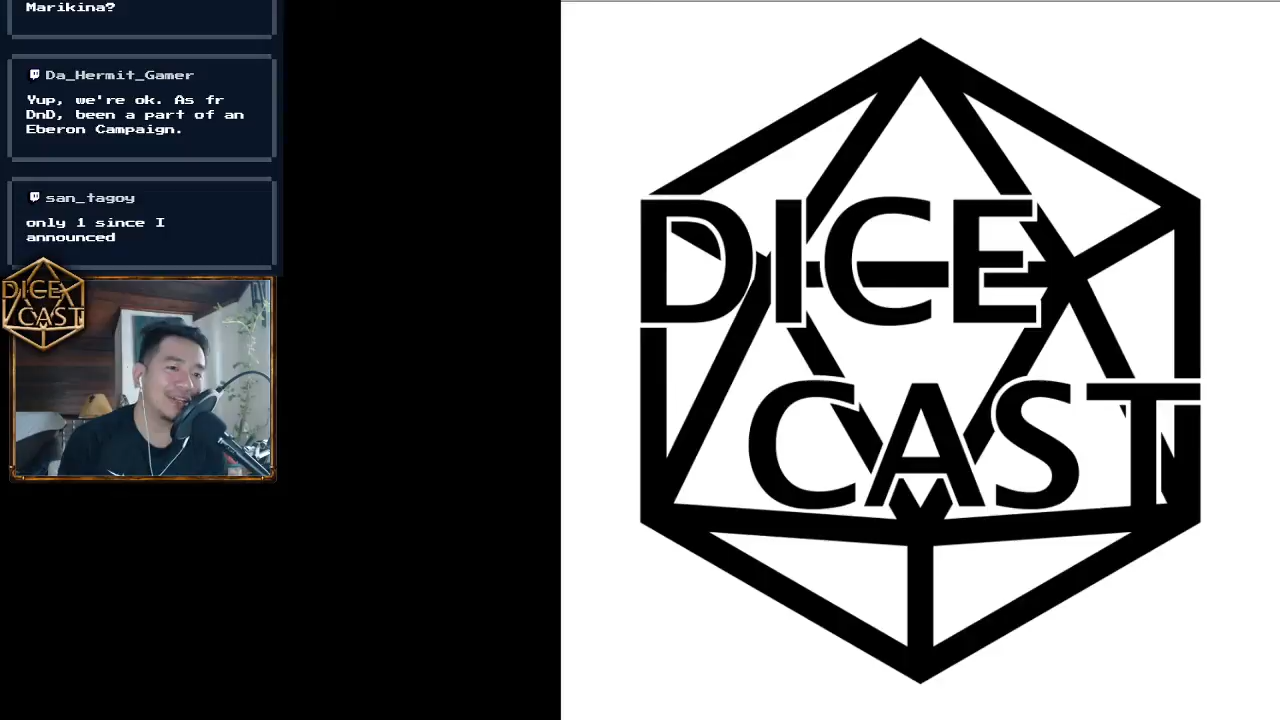 Marikina?
Da_Hermit_Gamer
Yup, we're ok. As fr
DnD, been a part of an
Eberon Campaign.
san_tagoy
only 1 since I
announced
DICE
CAST
DICE
CAST